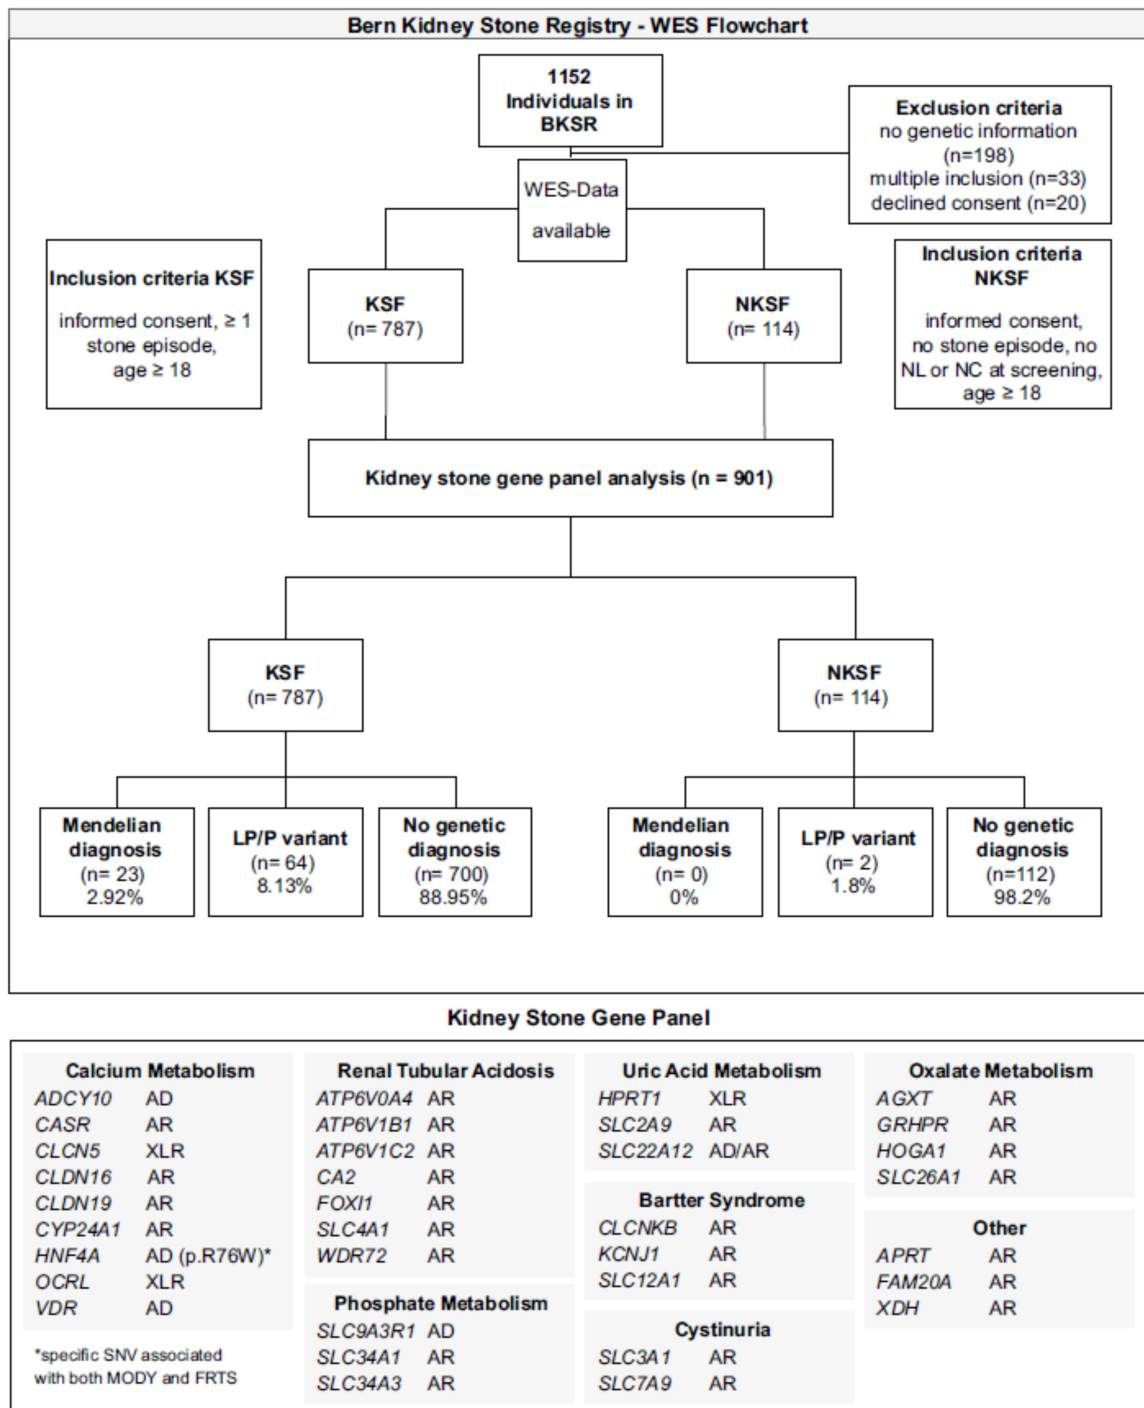 Bern Kidney Stone Registry - WES Flowchart
1152
Individuals in
BKSR
Exclusion criteria
no genetic information
(n=198)
multiple inclusion (n=33)
declined consent (n=20)
WES-Data
available
Inclusion criteria KSF
informed consent, ≥ 1
stone episode,
age ≥ 18
KSF
(n= 787)
NKSF
(n= 114)
Inclusion criteria
NKSF
informed consent,
no stone episode, no
NL or NC at screening,
age ≥ 18
Kidney stone gene panel analysis (n = 901)
KSF
(n= 787)
NKSF
(n= 114)
Mendelian
diagnosis
(n= 23)
2.92%
LP/P variant
(n= 64)
8.13%
No genetic
diagnosis
(n= 700)
88.95%
Mendelian
diagnosis
(n= 0)
0%
LP/P variant
(n= 2)
1.8%
No genetic
diagnosis
(n=112)
98.2%
Kidney Stone Gene Panel
Calcium Metabolism
ADCY10 AD
CASR AR
CLCN5 XLR
CLDN16 AR
CLDN19 AR
CYP24A1 AR
HNF4A AD (p.R76W)*
OCRL XLR
VDR AD
*specific SNV associated
with both MODY and FRTS
Renal Tubular Acidosis
ATP6V0A4 AR
ATP6V1B1 AR
ATP6V1C2 AR
CA2 AR
FOXI1 AR
SLC4A1 AR
WDR72 AR
Phosphate Metabolism
SLC9A3R1 AD
SLC34A1 AR
SLC34A3 AR
Uric Acid Metabolism
HPRT1 XLR
SLC2A9 AR
SLC22A12 AD/AR
Bartter Syndrome
CLCNKB AR
KCNJ1 AR
SLC12A1 AR
Cystinuria
SLC3A1 AR
SLC7A9 AR
Oxalate Metabolism
AGXT AR
GRHPR AR
HOGA1 AR
SLC26A1 AR
Other
APRT AR
FAM20A AR
XDH AR